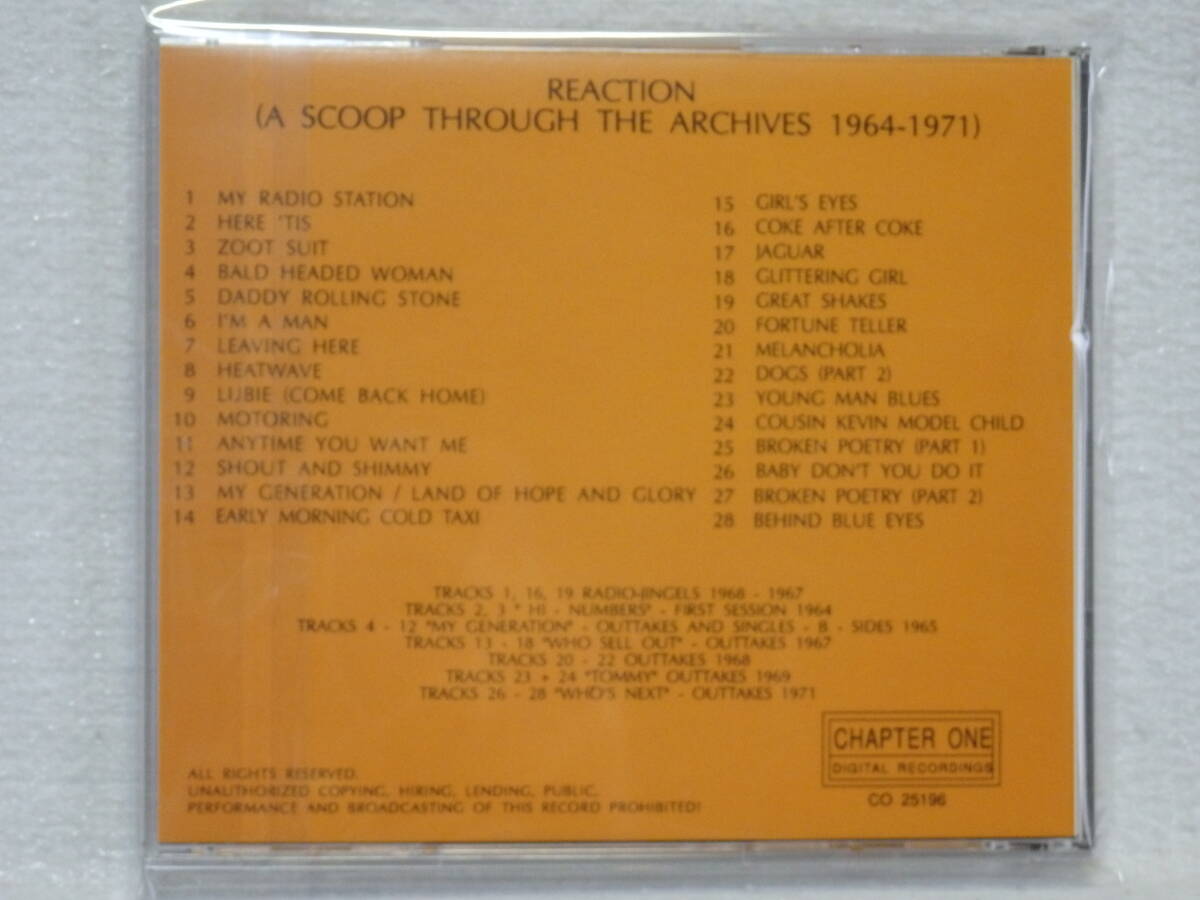 REACTION
(A SCOOP THROUGH THE ARCHIVES 1964-1971)
1 MY RADIO STATION
2 HERE 'TIS
3 ZOOT SUIT
4 BALD HEADED WOMAN
5 DADDY ROLLING STONE
6 I'M A MAN
7 LEAVING HERE
8 HEATWAVE
9 LUBIE (COME BACK HOME)
10 MOTORING
11 ANYTIME YOU WANT ME
12 SHOUT AND SHIMMY
13 MY GENERATION / LAND OF HOPE AND GLORY
14 EARLY MORNING COLD TAXI
15 GIRL'S EYES
16 COKE AFTER COKE
17 JAGUAR
18 GLITTERING GIRL
19 GREAT SHAKES
20 FORTUNE TELLER
21 MELANCHOLIA
22 DOGS (PART 2)
23 YOUNG MAN BLUES
24 COUSIN KEVIN MODEL CHILD
25 BROKEN POETRY (PART 1)
26 BABY DON'T YOU DO IT
27 BROKEN POETRY (PART 2)
28 BEHIND BLUE EYES
TRACKS 1, 16, 19 RADIO-JINGELS 1968 - 1967
TRACKS 2, 3 " HI - NUMBERS" - FIRST SESSION 1964
TRACKS 4 - 12 "MY GENERATION" - OUTTAKES AND SINGLES - B - SIDES 1965
TRACKS 13 - 18 "WHO SELL OUT" - OUTTAKES 1967
TRACKS 20 - 22 OUTTAKES 1968
TRACKS 23 + 24 "TOMMY" OUTTAKES 1969
TRACKS 26 - 28 "WHO'S NEXT" - OUTTAKES 1971
CHAPTER ONE
DIGITAL RECORDINGS
CO 25196
ALL RIGHTS RESERVED.
UNAUTHORIZED COPYING, HIRING, LENDING, PUBLIC.
PERFORMANCE AND BROADCASTING OF THIS RECORD PROHIBITED!